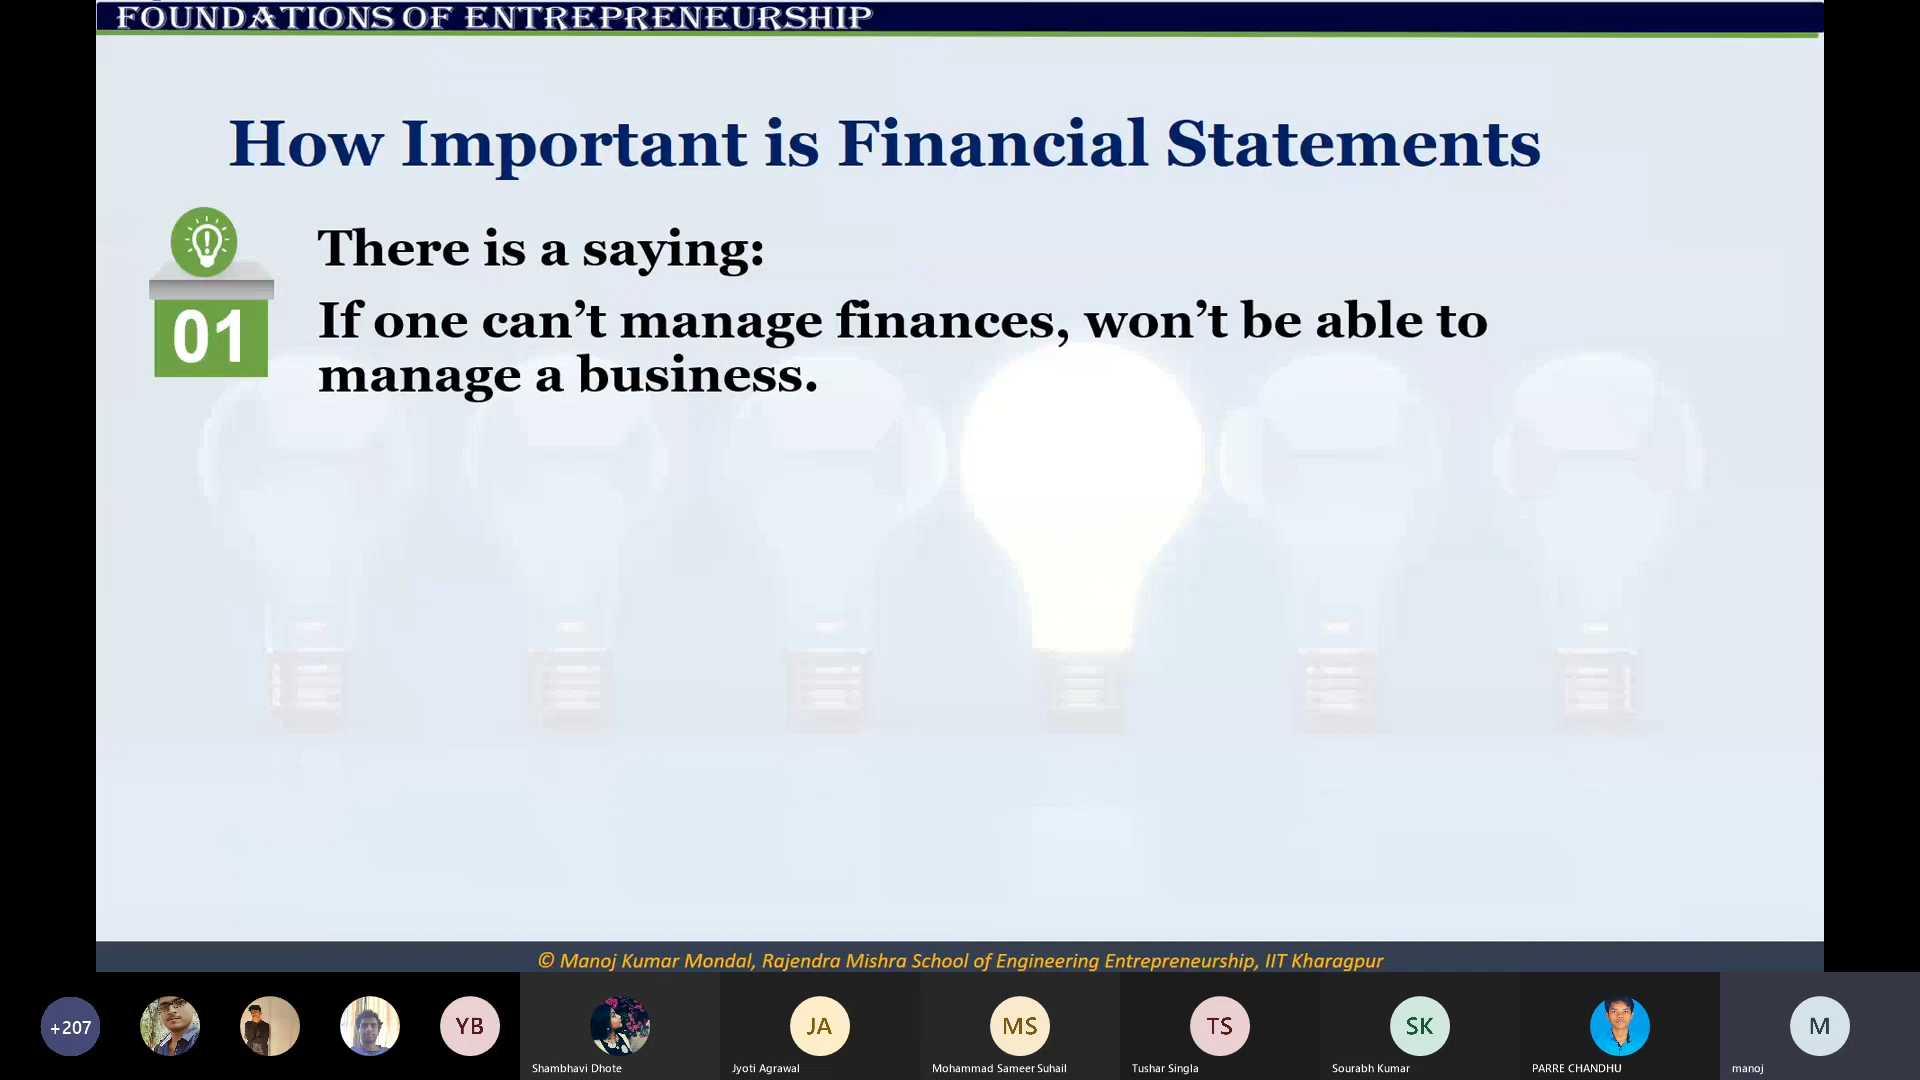 FOUNDATIONS OF ENTREPRENEURSHIP
How Important is Financial Statements
There is a saying:
01
If one can’t manage finances, won’t be able to
manage a business.
© Manoj Kumar Mondal, Rajendra Mishra School of Engineering Entrepreneurship, IIT Kharagpur
+207
YB
JA
MS
TS
SK
M
Shambhavi Dhote
Jyoti Agrawal
Mohammad Sameer Suhail
Tushar Singla
Sourabh Kumar
PARRE CHANDHU
manoj